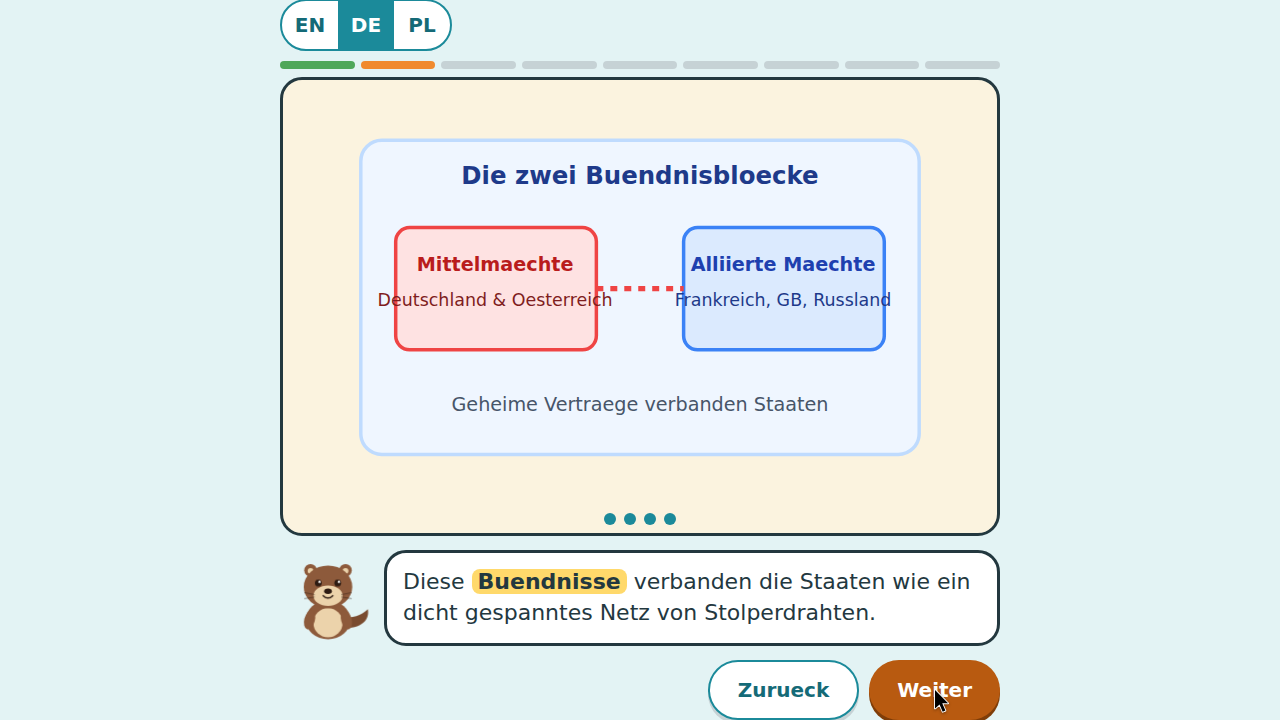 EN DE PL
Die zwei Buendnisbloecke
Mittelmaechte
Deutschland & Oesterreich
Alliierte Maechte
Frankreich, GB, Russland
Geheime Vertraege verbanden Staaten
Diese Buendnisse verbanden die Staaten wie ein
dicht gespanntes Netz von Stolperdrahten.
Zurueck
Weiter